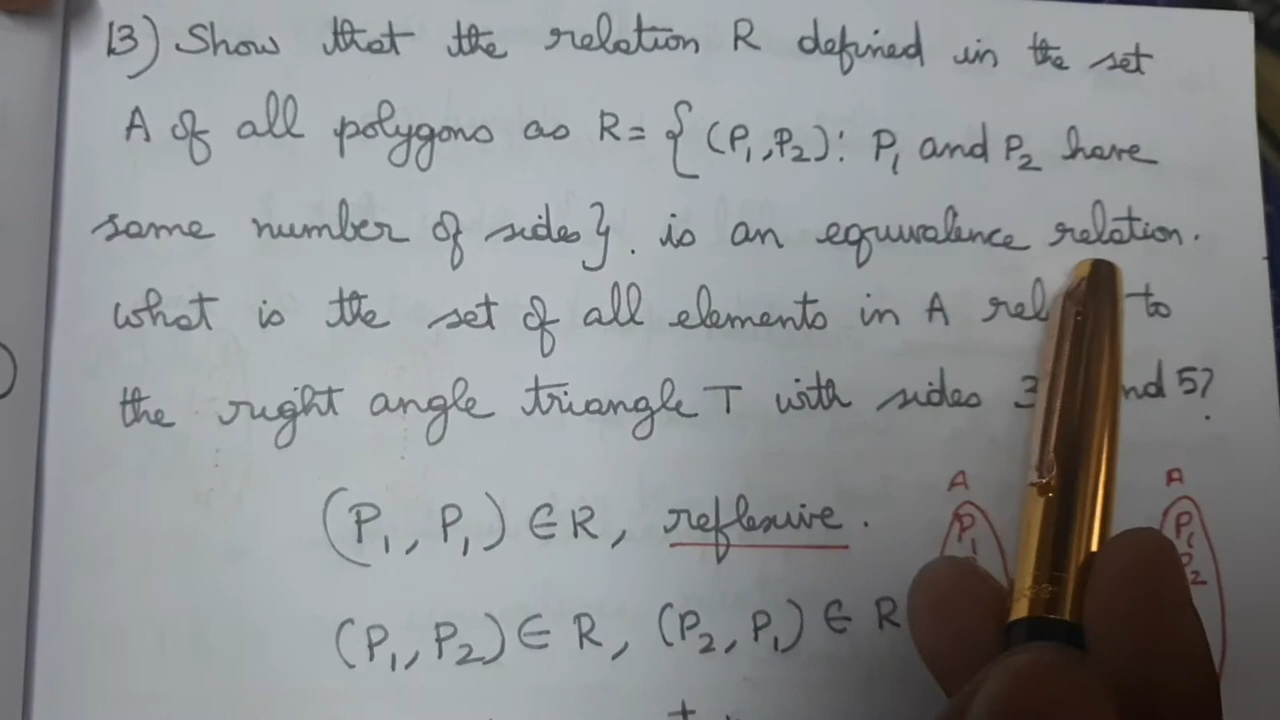 13) Show that the relation R defined in the set
A of all polygons as R= {(P₁,P₂): P₁ and P₂ have
same number of sides}. is an equivalence relation.
what is the set of all elements in A to
the right angle triangle T with sides 3 5?
(P₁, P₁) ∈ R, reflexive.
(P₁, P₂) ∈ R, (P₂, P₁) ∈ R
A
P₁
A
P₁
P₂